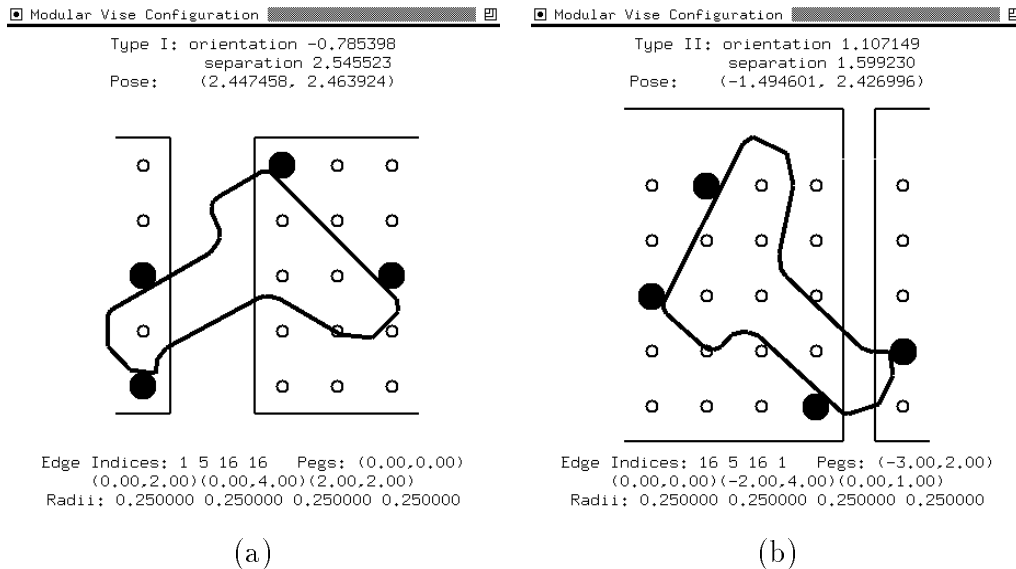 Modular Vise Configuration
Type I: orientation -0.785398
separation 2.545523
Pose: (2.447458, 2.463924)
Edge Indices: 1 5 16 16 Pegs: (0.00,0.00)
(0.00,2.00)(0.00,4.00)(2.00,2.00)
Radii: 0.250000 0.250000 0.250000 0.250000
(a)
Modular Vise Configuration
Type II: orientation 1.107149
separation 1.599230
Pose: (-1.494601, 2.426996)
Edge Indices: 16 5 16 1 Pegs: (-3.00,2.00)
(0.00,0.00)(-2.00,4.00)(0.00,1.00)
Radii: 0.250000 0.250000 0.250000 0.250000
(b)